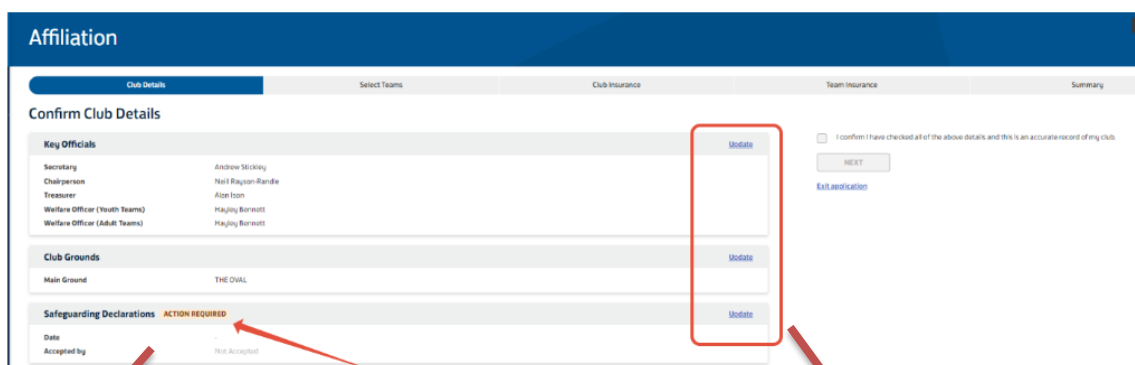 Affiliation
Club Details Select Teams Club Insurance Team Insurance Summary
Confirm Club Details
Key Officials Update
Secretary Andrew Stickley
Chairperson Neill Rayson-Randle
Treasurer Alan Ison
Welfare Officer (Youth Teams) Hayley Bennett
Welfare Officer (Adult Teams) Hayley Bennett
Club Grounds Update
Main Ground THE OVAL
Safeguarding Declarations ACTION REQUIRED Update
Date -
Accepted by Not Accepted
I confirm I have checked all of the above details and this is an accurate record of my club.
NEXT
Exit application